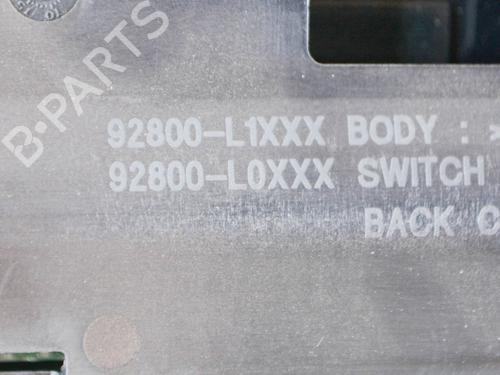 B-PARTS
92800-L1XXX BODY :
92800-L0XXX SWITCH
BACK C